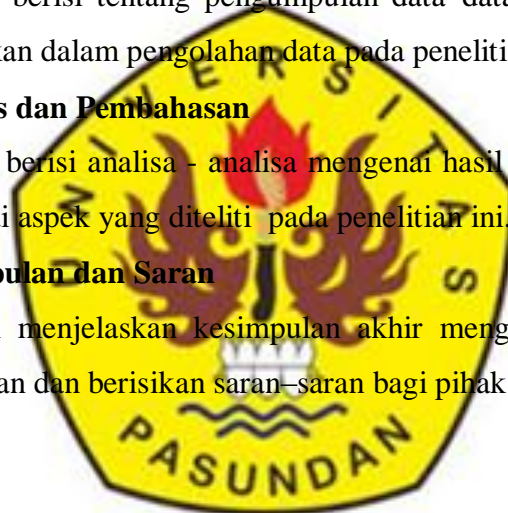 berisi tentang pengumpulan data data
kan dalam pengolahan data pada peneliti
s dan Pembahasan
berisi analisa - analisa mengenai hasil
i aspek yang diteliti pada penelitian ini.
pulan dan Saran
menjelaskan kesimpulan akhir meng
an dan berisikan saran–saran bagi pihak
UNIVERSITAS
PASUNDAN